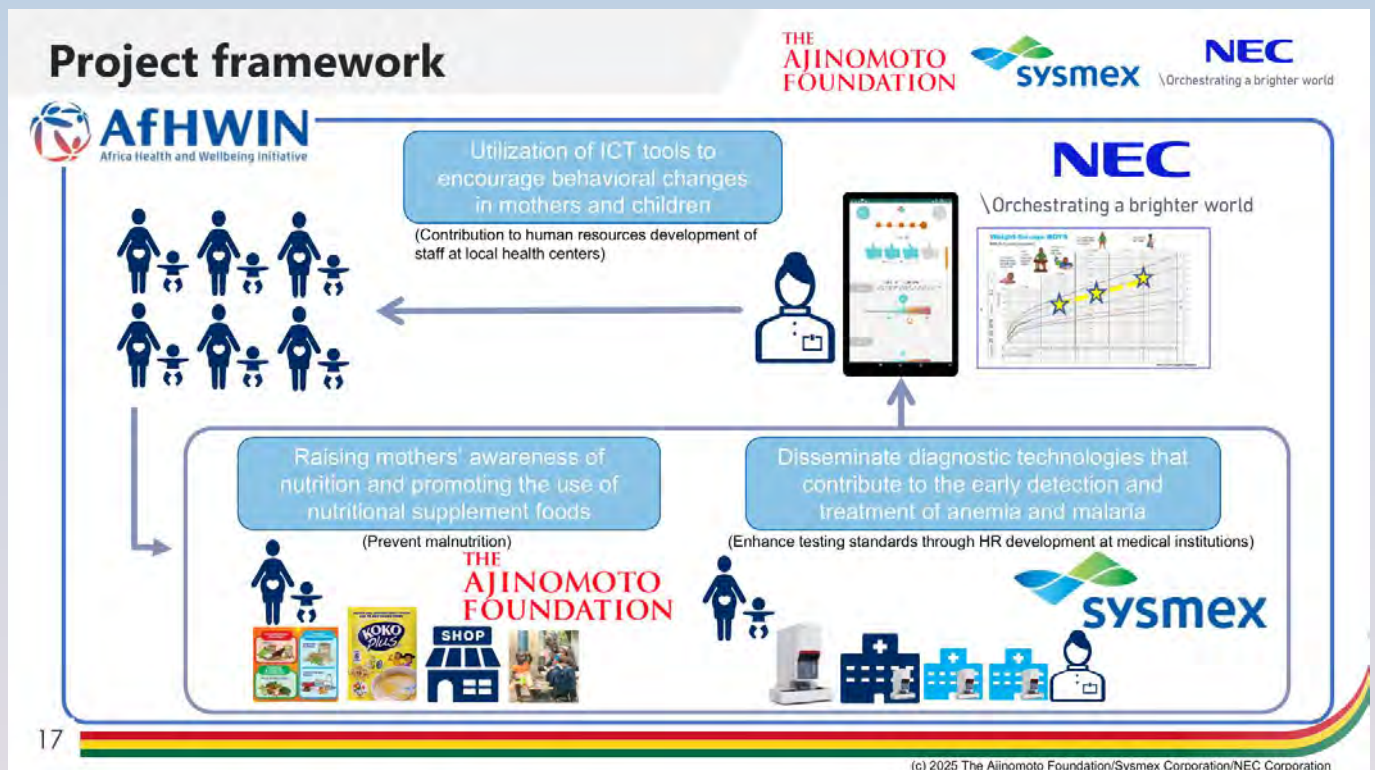 Project framework
THE
AJINOMOTO
FOUNDATION
sysmex
NEC
\Orchestrating a brighter world
AfHWIN
Africa Health and Wellbeing Initiative
Utilization of ICT tools to
encourage behavioral changes
in mothers and children
(Contribution to human resources development of
staff at local health centers)
NEC
\Orchestrating a brighter world
Raising mothers' awareness of
nutrition and promoting the use of
nutritional supplement foods
(Prevent malnutrition)
THE
AJINOMOTO
FOUNDATION
KOKO
Plus
SHOP
Disseminate diagnostic technologies that
contribute to the early detection and
treatment of anemia and malaria
(Enhance testing standards through HR development at medical institutions)
sysmex
17
(c) 2025 The Ajinomoto Foundation/Sysmex Corporation/NEC Corporation